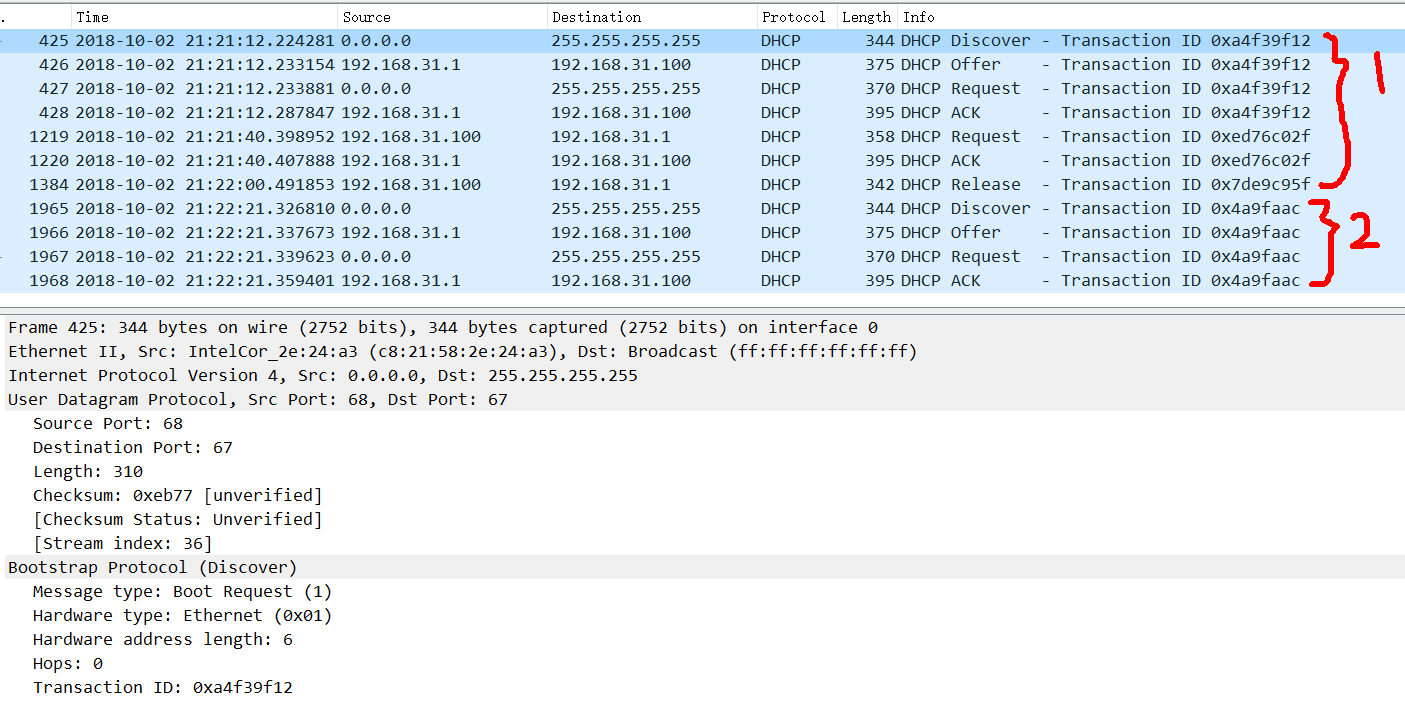 . Time Source Destination Protocol Length Info
425 2018-10-02 21:21:12.224281 0.0.0.0 255.255.255.255 DHCP 344 DHCP Discover - Transaction ID 0xa4f39f12
426 2018-10-02 21:21:12.233154 192.168.31.1 192.168.31.100 DHCP 375 DHCP Offer - Transaction ID 0xa4f39f12
427 2018-10-02 21:21:12.233881 0.0.0.0 255.255.255.255 DHCP 370 DHCP Request - Transaction ID 0xa4f39f12
428 2018-10-02 21:21:12.287847 192.168.31.1 192.168.31.100 DHCP 395 DHCP ACK - Transaction ID 0xa4f39f12
1219 2018-10-02 21:21:40.398952 192.168.31.100 192.168.31.1 DHCP 358 DHCP Request - Transaction ID 0xed76c02f
1220 2018-10-02 21:21:40.407888 192.168.31.1 192.168.31.100 DHCP 395 DHCP ACK - Transaction ID 0xed76c02f
1384 2018-10-02 21:22:00.491853 192.168.31.100 192.168.31.1 DHCP 342 DHCP Release - Transaction ID 0x7de9c95f
1965 2018-10-02 21:22:21.326810 0.0.0.0 255.255.255.255 DHCP 344 DHCP Discover - Transaction ID 0x4a9faac
1966 2018-10-02 21:22:21.337673 192.168.31.1 192.168.31.100 DHCP 375 DHCP Offer - Transaction ID 0x4a9faac
1967 2018-10-02 21:22:21.339623 0.0.0.0 255.255.255.255 DHCP 370 DHCP Request - Transaction ID 0x4a9faac
1968 2018-10-02 21:22:21.359401 192.168.31.1 192.168.31.100 DHCP 395 DHCP ACK - Transaction ID 0x4a9faac
1
2
Frame 425: 344 bytes on wire (2752 bits), 344 bytes captured (2752 bits) on interface 0
Ethernet II, Src: IntelCor_2e:24:a3 (c8:21:58:2e:24:a3), Dst: Broadcast (ff:ff:ff:ff:ff:ff)
Internet Protocol Version 4, Src: 0.0.0.0, Dst: 255.255.255.255
User Datagram Protocol, Src Port: 68, Dst Port: 67
Source Port: 68
Destination Port: 67
Length: 310
Checksum: 0xeb77 [unverified]
[Checksum Status: Unverified]
[Stream index: 36]
Bootstrap Protocol (Discover)
Message type: Boot Request (1)
Hardware type: Ethernet (0x01)
Hardware address length: 6
Hops: 0
Transaction ID: 0xa4f39f12